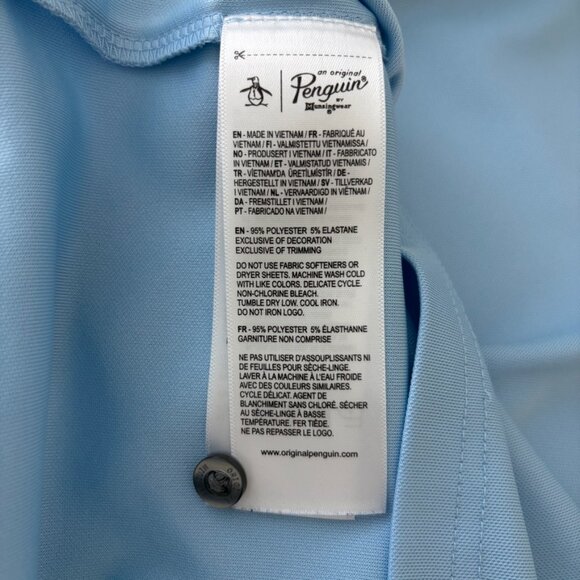 an original
Penguin®
BY
Munsingwear
®
EN - MADE IN VIETNAM / FR - FABRIQUÉ AU
VIETNAM / FI - VALMISTETTU VIETNAMISSA /
NO - PRODUSERT I VIETNAM / IT - FABBRICATO
IN VIETNAM / ET - VALMISTATUD VIETNAMIS /
TR - VİETNAM'DA ÜRETİLMİŞTİR / DE -
HERGESTELLT IN VIETNAM / SV - TILLVERKAD
I VIETNAM / NL - VERVAARDIGD IN VIËTNAM /
DA - FREMSTILLET I VIETNAM /
PT - FABRICADO NA VIETNAM /
EN - 95% POLYESTER 5% ELASTANE
EXCLUSIVE OF DECORATION
EXCLUSIVE OF TRIMMING
DO NOT USE FABRIC SOFTENERS OR
DRYER SHEETS. MACHINE WASH COLD
WITH LIKE COLORS. DELICATE CYCLE.
NON-CHLORINE BLEACH.
TUMBLE DRY LOW. COOL IRON.
DO NOT IRON LOGO.
FR - 95% POLYESTER 5% ÉLASTHANNE
GARNITURE NON COMPRISE
NE PAS UTILISER D'ASSOUPLISSANTS NI
DE FEUILLES POUR SÈCHE-LINGE.
LAVER À LA MACHINE À L'EAU FROIDE
AVEC DES COULEURS SIMILAIRES.
CYCLE DÉLICAT. AGENT DE
BLANCHIMENT SANS CHLORE. SÉCHER
AU SÈCHE-LINGE À BASSE
TEMPÉRATURE. FER TIÈDE.
NE PAS REPASSER LE LOGO.
www.originalpenguin.com